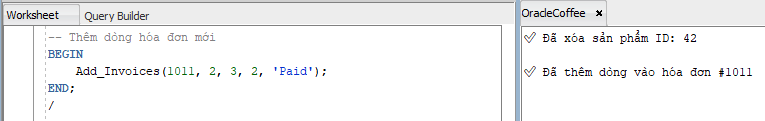 Worksheet Query Builder
-- Thêm dòng hóa đơn mới
BEGIN
Add_Invoices(1011, 2, 3, 2, 'Paid');
END;
/
OracleCoffee ×
Đã xóa sản phẩm ID: 42
Đã thêm dòng vào hóa đơn #1011